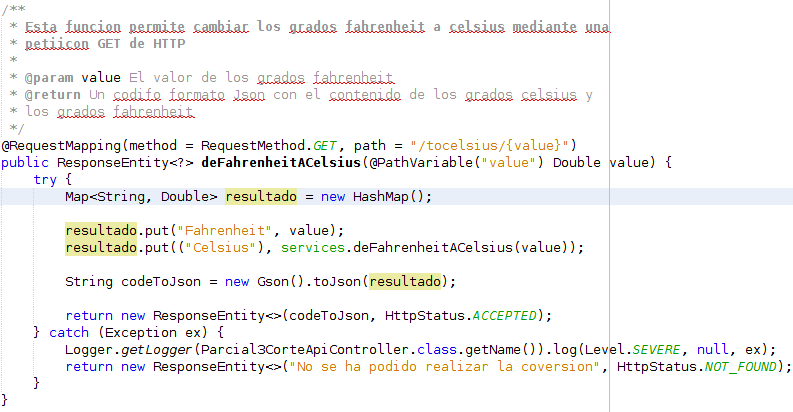 /**
 * Esta funcion permite cambiar los grados fahrenheit a celsius mediante una
 * petiicon GET de HTTP
 *
 * @param value El valor de los grados fahrenheit
 * @return Un codifo formato Json con el contenido de los grados celsius y
 * los grados fahrenheit
 */
@RequestMapping(method = RequestMethod.GET, path = "/tocelsius/{value}")
public ResponseEntity<?> deFahrenheitACelsius(@PathVariable("value") Double value) {
    try {
        Map<String, Double> resultado = new HashMap();

        resultado.put("Fahrenheit", value);
        resultado.put(("Celsius"), services.deFahrenheitACelsius(value));

        String codeToJson = new Gson().toJson(resultado);

        return new ResponseEntity<>(codeToJson, HttpStatus.ACCEPTED);
    } catch (Exception ex) {
        Logger.getLogger(Parcial3CorteApiController.class.getName()).log(Level.SEVERE, null, ex);
        return new ResponseEntity<>("No se ha podido realizar la coversion", HttpStatus.NOT_FOUND);
    }
}